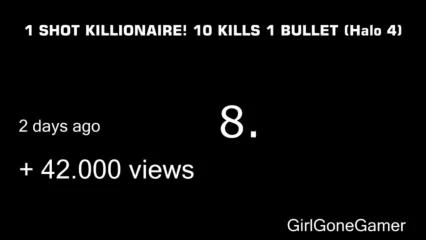 1 SHOT KILLIONAIRE! 10 KILLS 1 BULLET (Halo 4)
8.
2 days ago
+ 42.000 views
GirlGoneGamer